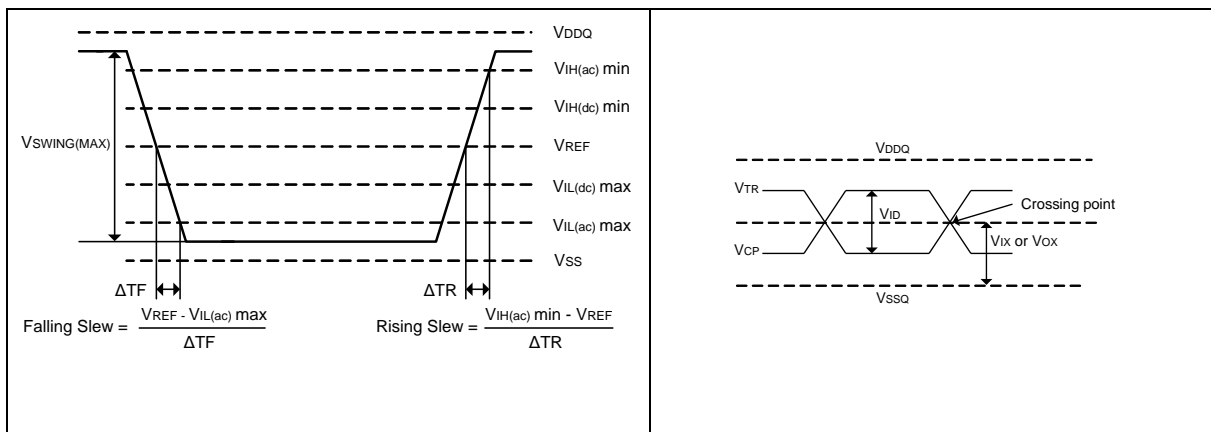 VDDQ
VIH(ac) min
VIH(dc) min
VSWING(MAX)
VREF
VIL(dc) max
VIL(ac) max
VSS
ΔTF
ΔTR
Falling Slew = VREF - VIL(ac) max
ΔTF
Rising Slew = VIH(ac) min - VREF
ΔTR
VDDQ
VTR
VID
Crossing point
VCP
VIX or VOX
VSSQ